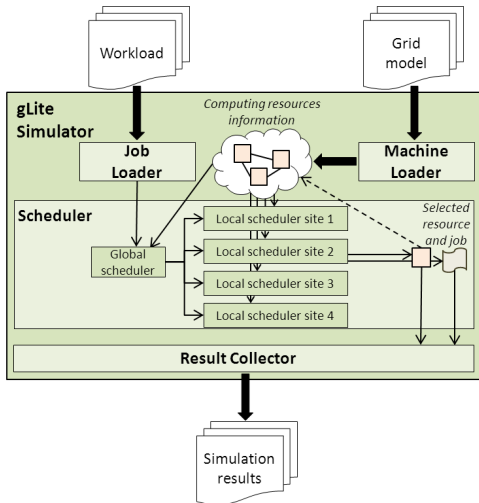 Workload
Grid
model
gLite
Simulator
Computing resources
information
Job
Loader
Machine
Loader
Scheduler
Selected
resource
and job
Global
scheduler
Local scheduler site 1
Local scheduler site 2
Local scheduler site 3
Local scheduler site 4
Result Collector
Simulation
results